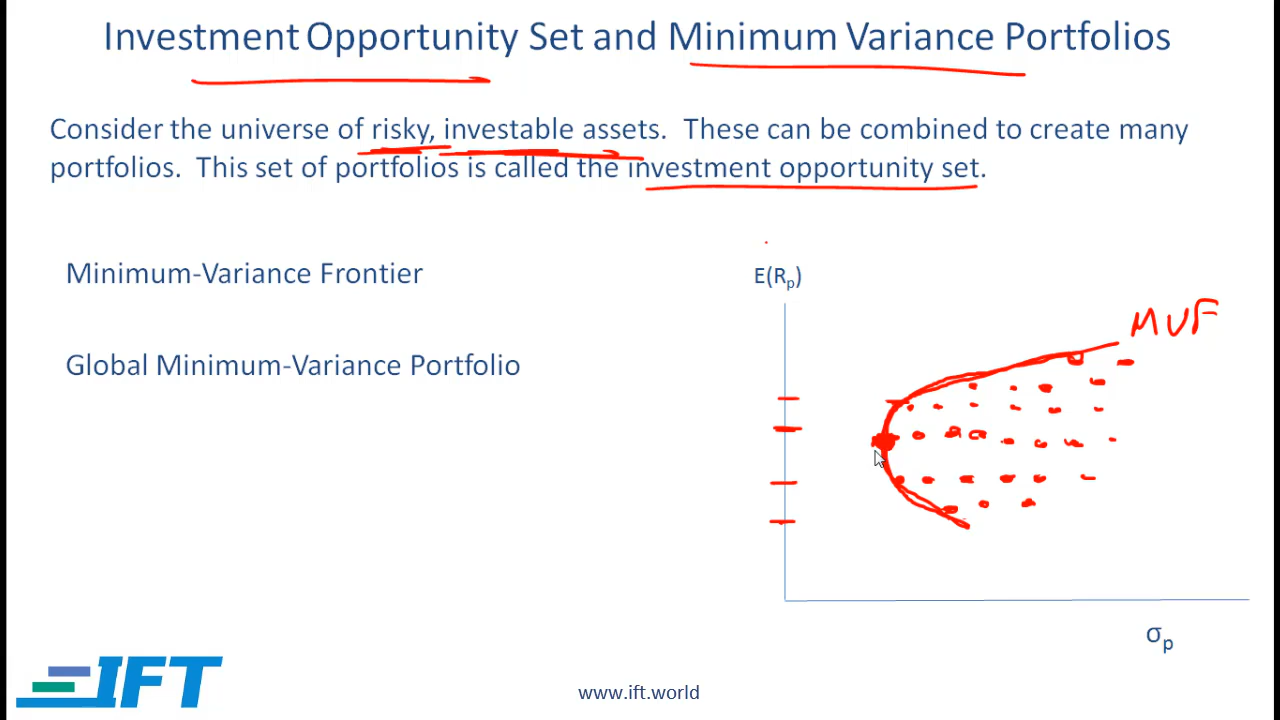 Investment Opportunity Set and Minimum Variance Portfolios
Consider the universe of risky, investable assets. These can be combined to create many
portfolios. This set of portfolios is called the investment opportunity set.
Minimum-Variance Frontier
Global Minimum-Variance Portfolio
E(Rp)
MVF
σp
IFT
www.ift.world